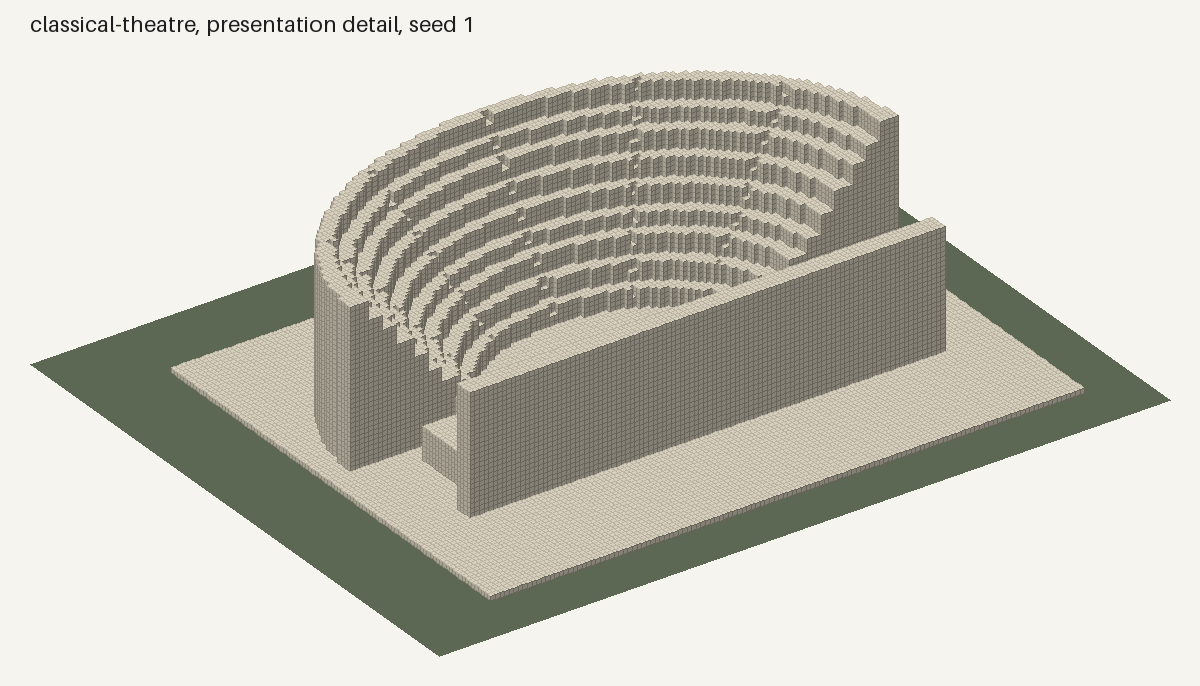 classical-theatre, presentation detail, seed 1